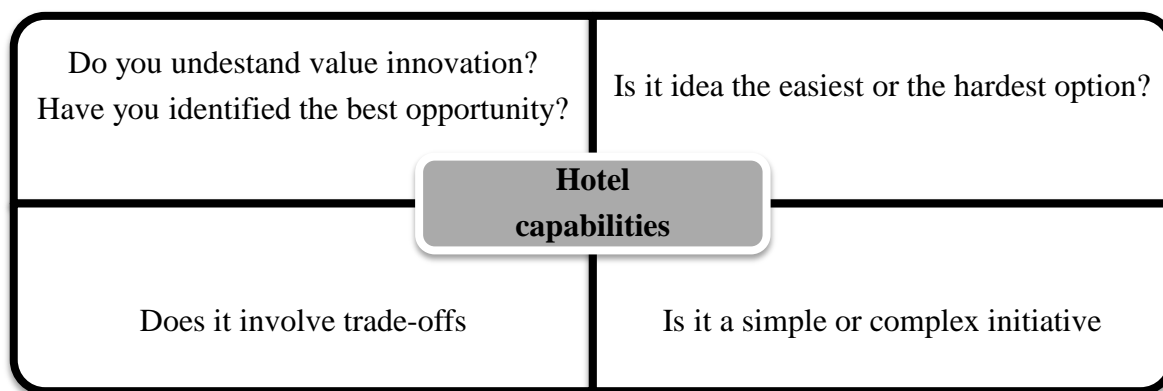 Do you undestand value innovation?
Have you identified the best opportunity?
Is it idea the easiest or the hardest option?
Hotel
capabilities
Does it involve trade-offs
Is it a simple or complex initiative